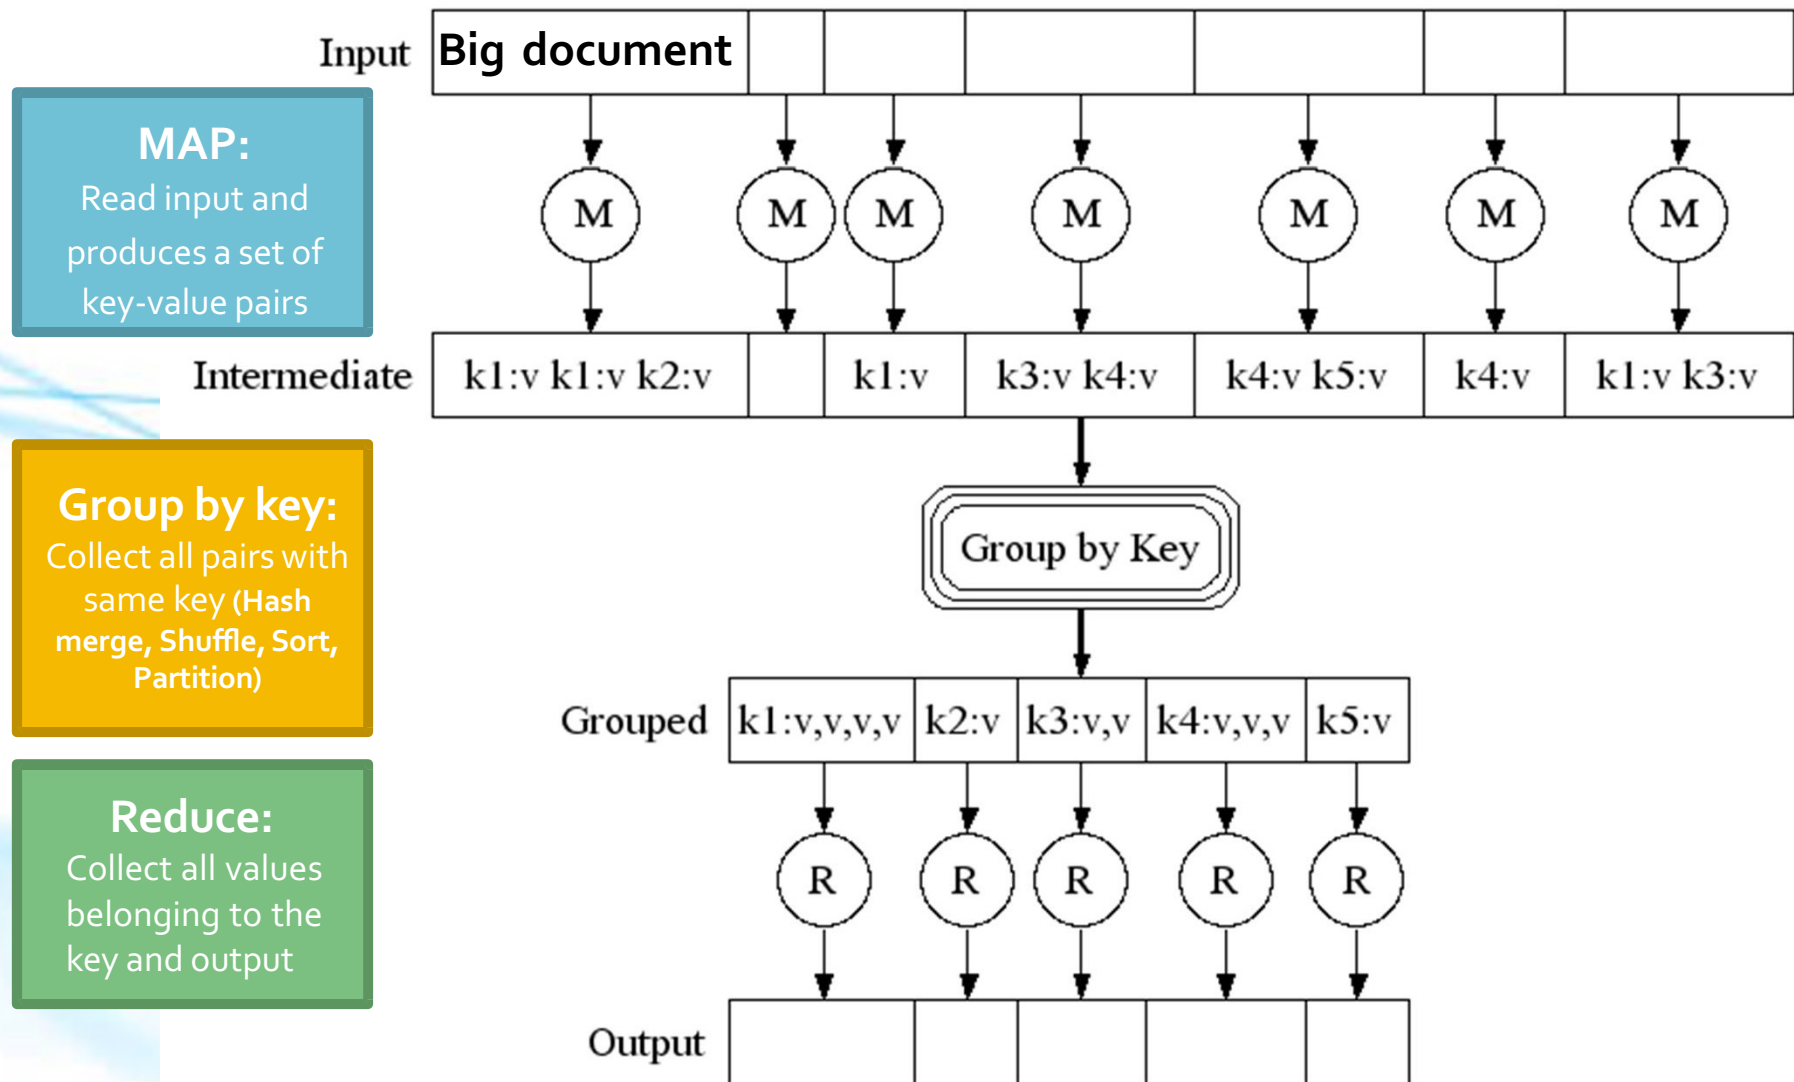 Input Big document
MAP:
Read input and
produces a set of
key-value pairs
M M M M M M M
Intermediate k1:v k1:v k2:v k1:v k3:v k4:v k4:v k5:v k4:v k1:v k3:v
Group by key:
Collect all pairs with
same key (Hash
merge, Shuffle, Sort,
Partition)
Group by Key
Grouped k1:v,v,v,v k2:v k3:v,v k4:v,v,v k5:v
Reduce:
Collect all values
belonging to the
key and output
R R R R R
Output